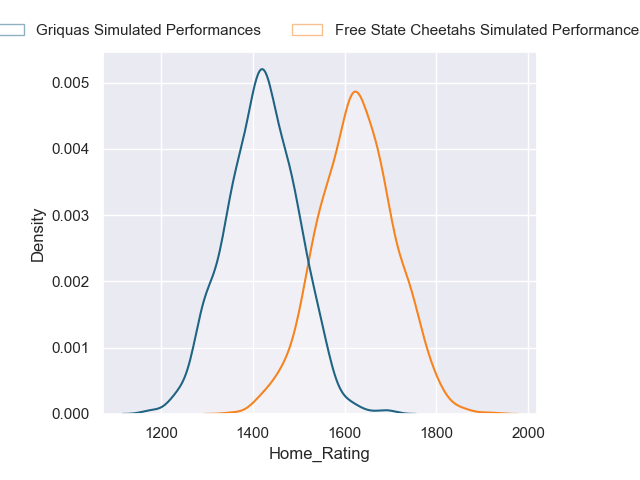 Griquas Simulated Performances Free State Cheetahs Simulated Performance
0.005
0.004
0.003
0.002
0.001
0.000
Density
1200 1400 1600 1800 2000
Home_Rating